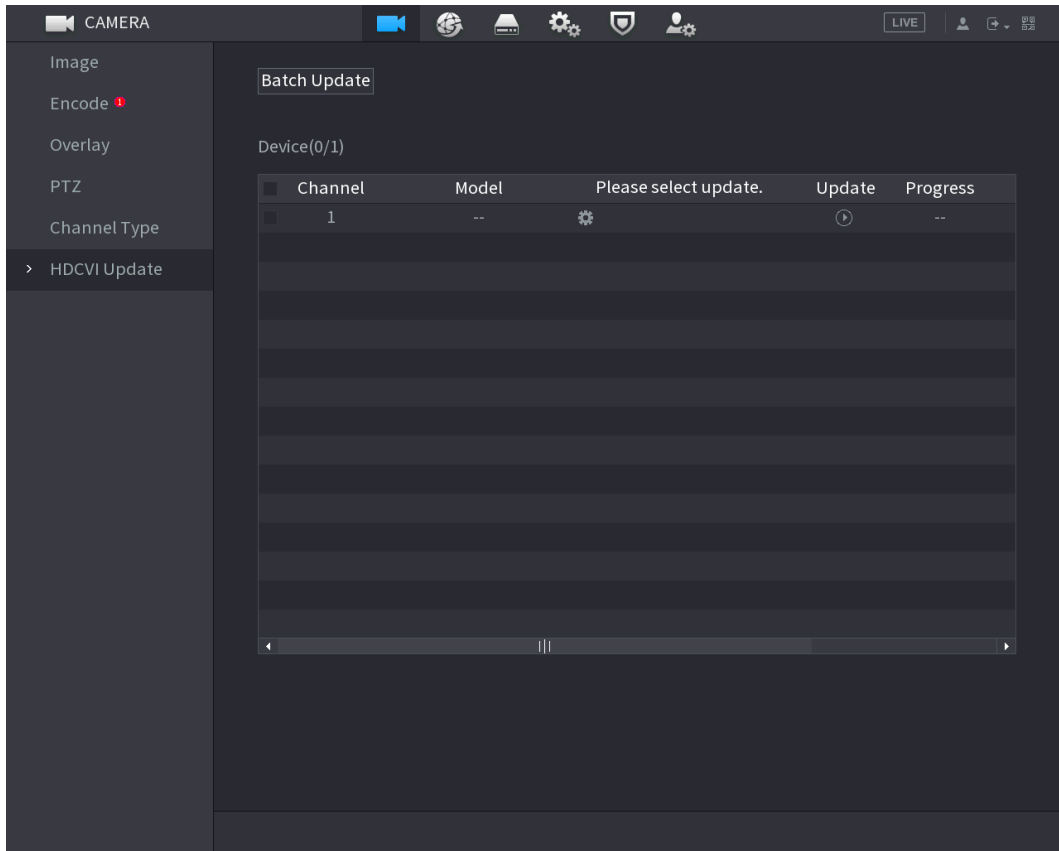 CAMERA
LIVE
Image
Encode 1
Overlay
PTZ
Channel Type
HDCVI Update
Batch Update
Device(0/1)
Channel Model Please select update. Update Progress
1 -- --